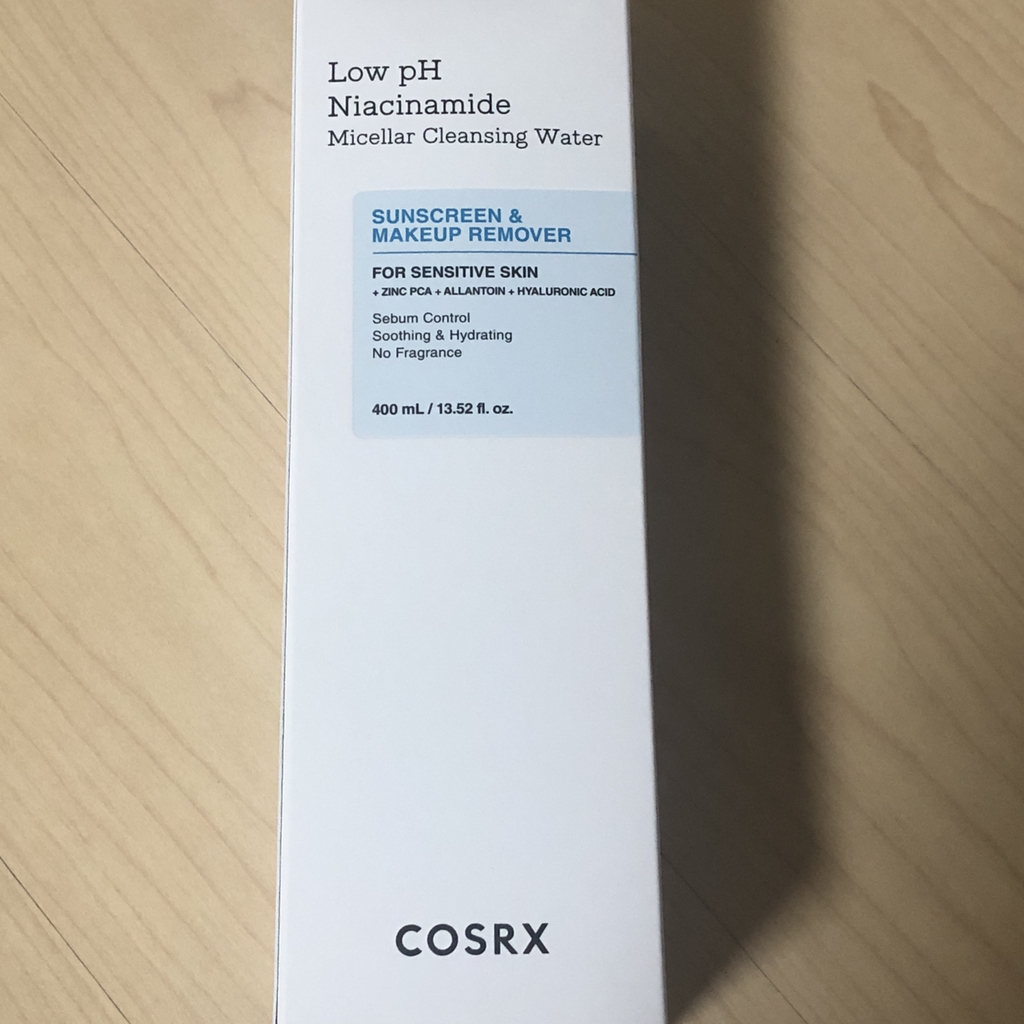 Low pH
Niacinamide
Micellar Cleansing Water
SUNSCREEN &
MAKEUP REMOVER
FOR SENSITIVE SKIN
+ ZINC PCA + ALLANTOIN + HYALURONIC ACID
Sebum Control
Soothing & Hydrating
No Fragrance
400 mL / 13.52 fl. oz.
COSRX